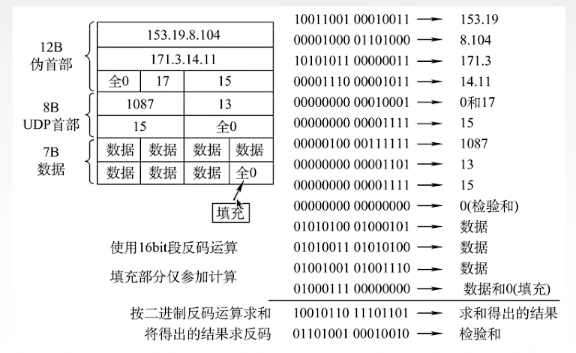 12B
伪首部
153.19.8.104
171.3.14.11
全0 17 15
8B
UDP首部
1087 13
15 全0
7B
数据
数据 数据 数据 数据
数据 数据 数据 全0
填充
使用16bit段反码运算
填充部分仅参加计算
10011001 00010011 → 153.19
00001000 01101000 → 8.104
10101011 00000011 → 171.3
00001110 00001011 → 14.11
00000000 00010001 → 0和17
00000000 00001111 → 15
00000100 00111111 → 1087
00000000 00001101 → 13
00000000 00001111 → 15
00000000 00000000 → 0(检验和)
01010100 01000101 → 数据
01010011 01010100 → 数据
01001001 01001110 → 数据
01000111 00000000 → 数据和0(填充)
按二进制反码运算求和 10010110 11101101 → 求和得出的结果
将得出的结果求反码 01101001 00010010 → 检验和